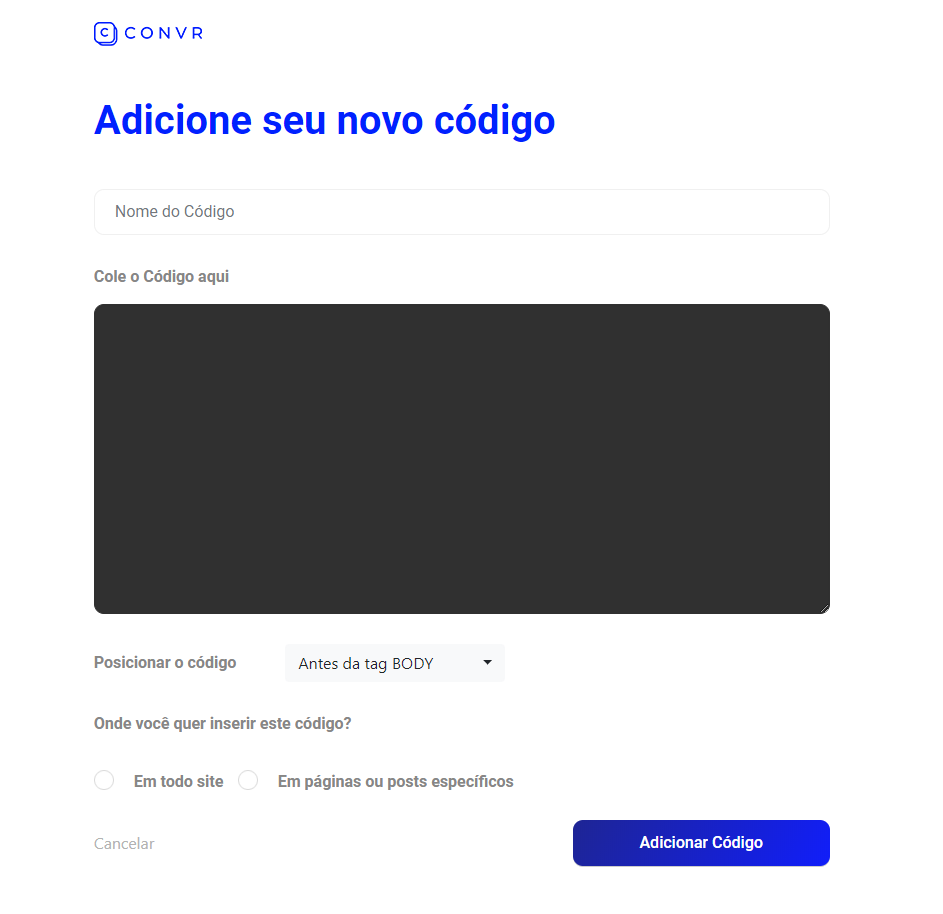 C CONVR
Adicione seu novo código
Nome do Código
Cole o Código aqui
Posicionar o código Antes da tag BODY
Onde você quer inserir este código?
Em todo site Em páginas ou posts específicos
Cancelar Adicionar Código